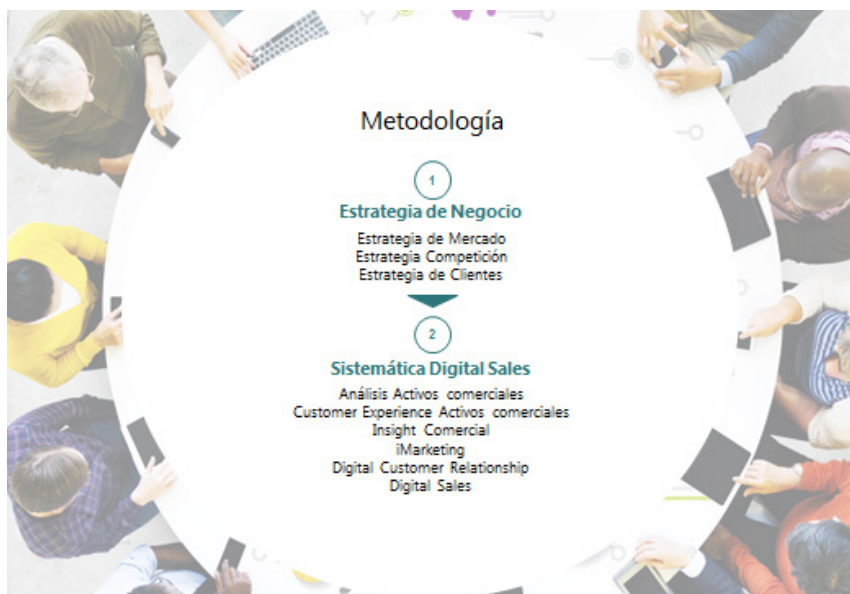 Metodología
1
Estrategia de Negocio
Estrategia de Mercado
Estrategia Competición
Estrategia de Clientes
2
Sistemática Digital Sales
Análisis Activos comerciales
Customer Experience Activos comerciales
Insight Comercial
iMarketing
Digital Customer Relationship
Digital Sales